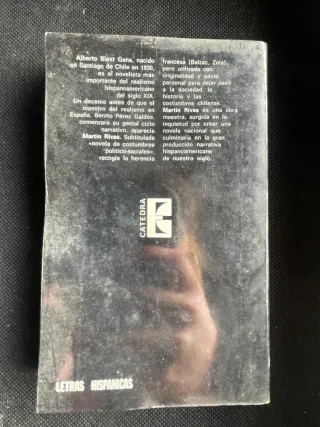 Alberto Blest Gana, nacido
en Santiago de Chile en 1830,
es el novelista más
importante del realismo
hispanoamericano
del siglo XIX.
Un decenio antes de que el
maestro del realismo en
España, Benito Pérez Galdós,
comenzara su genial ciclo
narrativo, aparecía
Martín Rivas. Subtitulada
«novela de costumbres
político-sociales»,
recogía la herencia
francesa (Balzac, Zola),
pero utilizada con
originalidad y juicio
personal para dejar paso
a la sociedad, la
historia y las
costumbres chilenas.
Martín Rivas es una obra
maestra, surgida en la
inquietud por crear una
novela nacional que
culminaría en la gran
producción narrativa
hispanoamericano
de nuestro siglo.
CATEDRA
LETRAS HISPANICAS